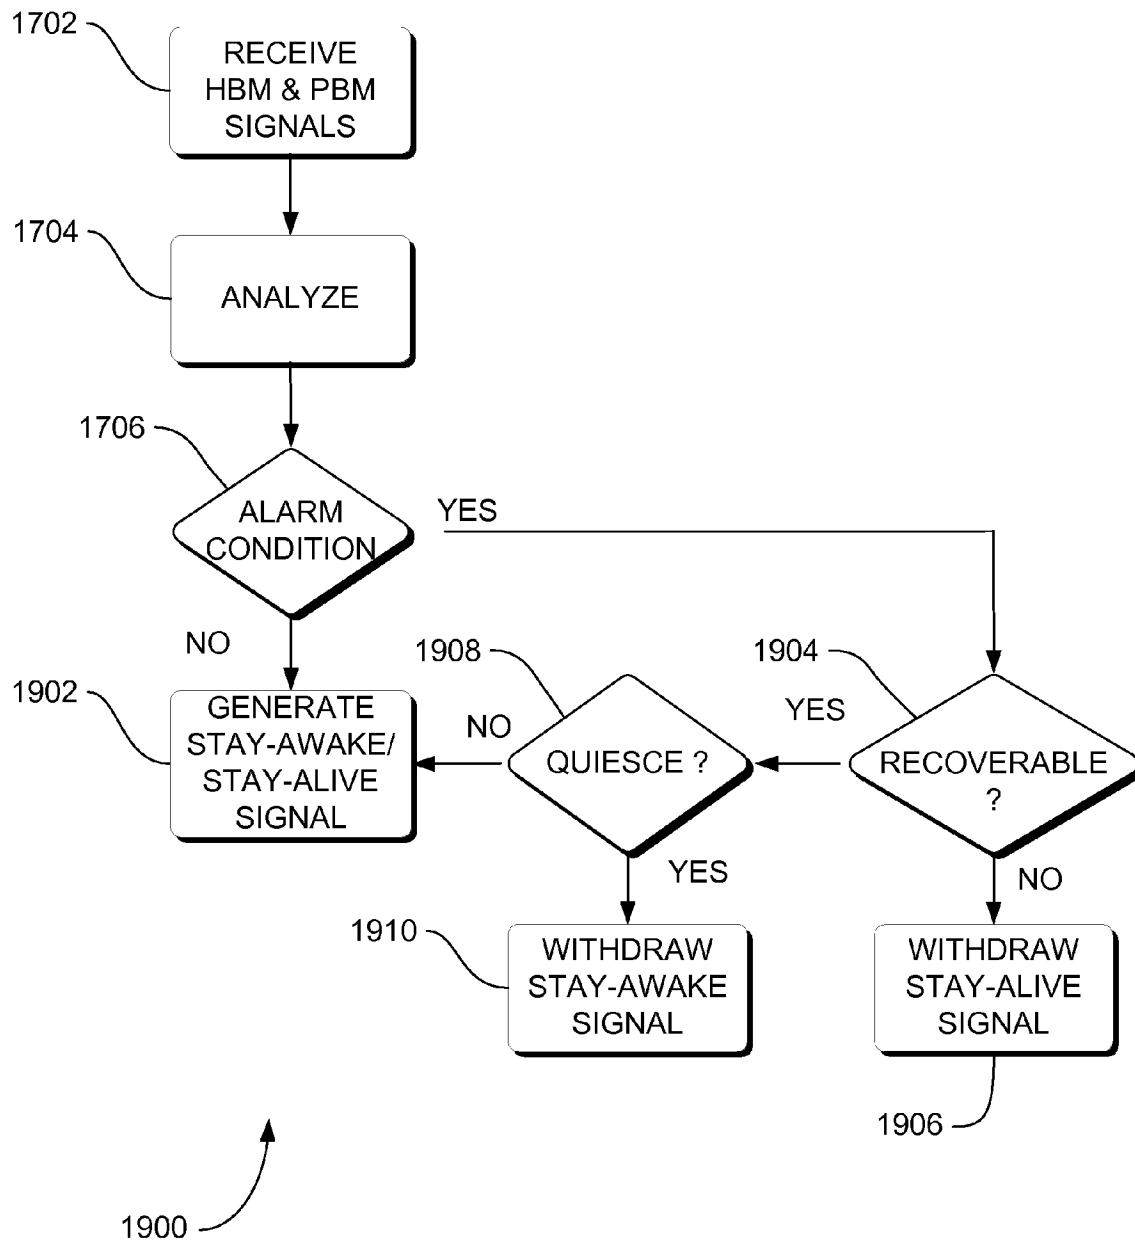 1702
RECEIVE
HBM & PBM
SIGNALS
1704
ANALYZE
1706
ALARM
CONDITION
YES
NO
1908
1904
1902
GENERATE
STAY-AWAKE/
STAY-ALIVE
SIGNAL
NO
QUIESCE ?
YES
RECOVERABLE
?
YES
NO
1910
WITHDRAW
STAY-AWAKE
SIGNAL
WITHDRAW
STAY-ALIVE
SIGNAL
1906
1900